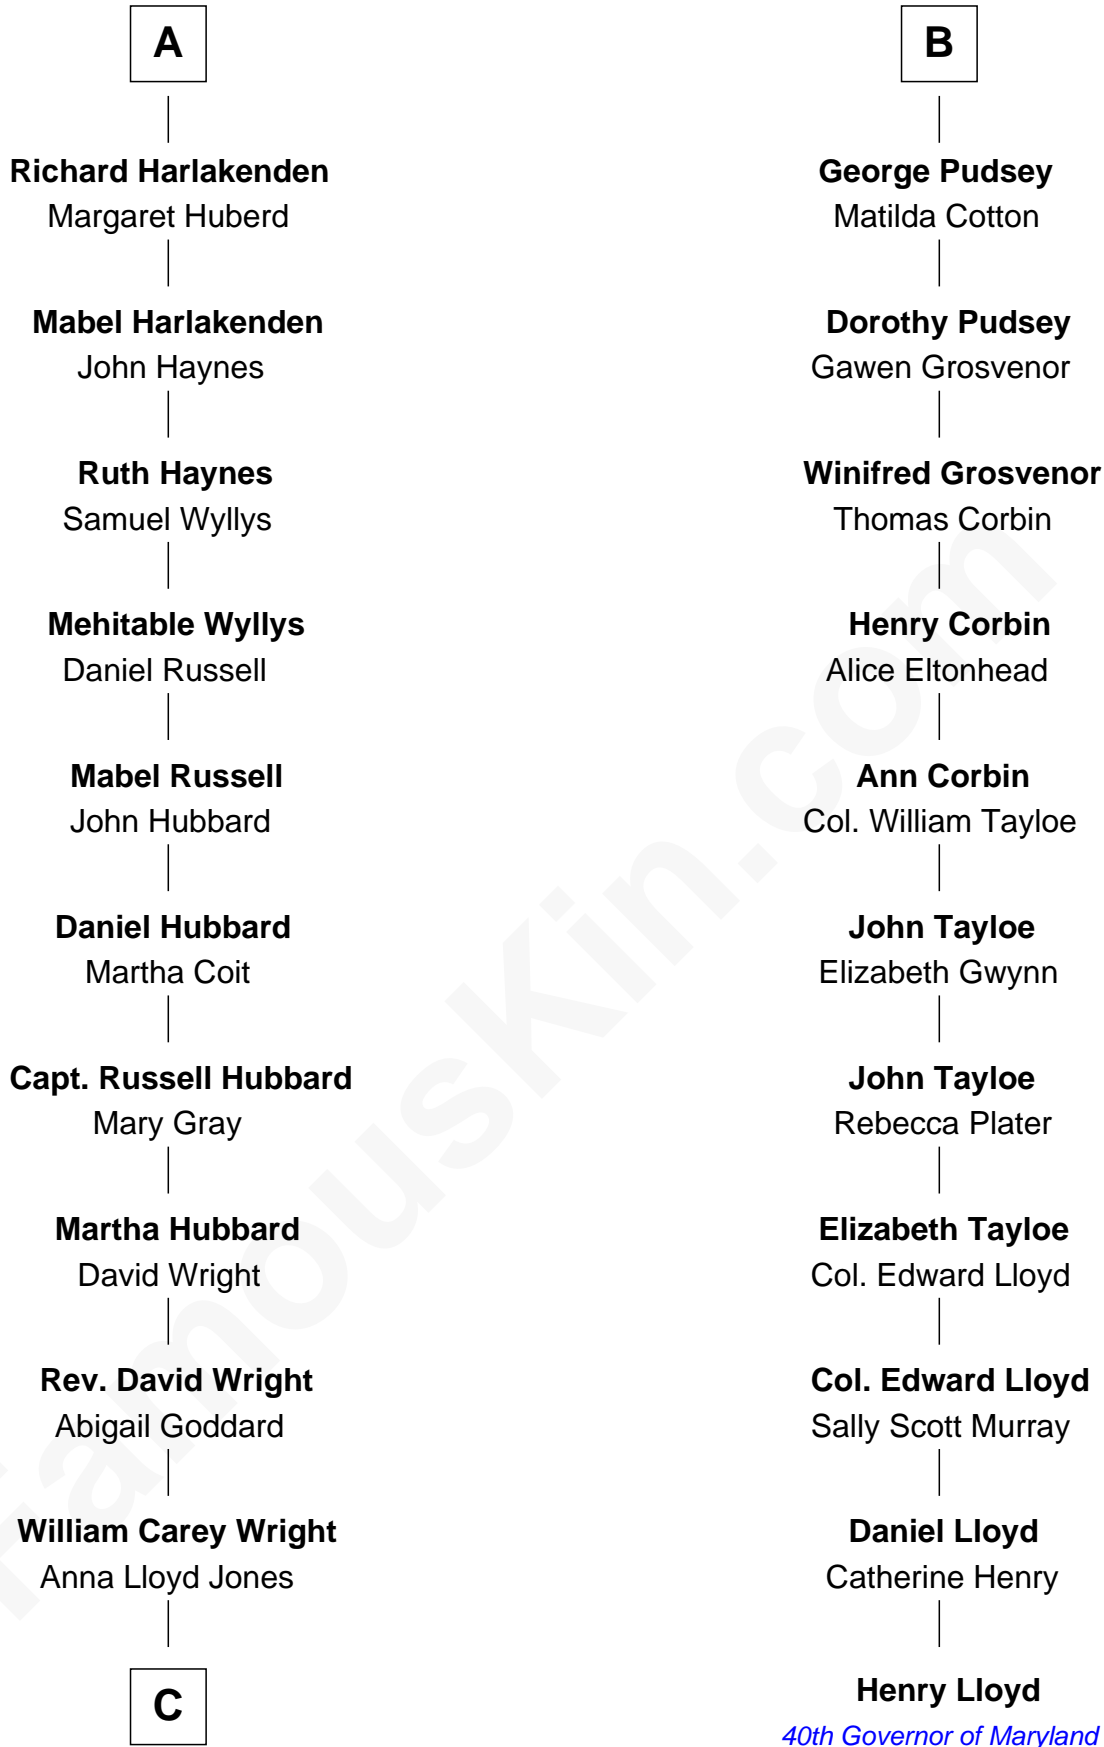 A
Richard Harlakenden
Margaret Huberd
Mabel Harlakenden
John Haynes
Ruth Haynes
Samuel Wyllys
Mehitable Wyllys
Daniel Russell
Mabel Russell
John Hubbard
Daniel Hubbard
Martha Coit
Capt. Russell Hubbard
Mary Gray
Martha Hubbard
David Wright
Rev. David Wright
Abigail Goddard
William Carey Wright
Anna Lloyd Jones
C
B
George Pudsey
Matilda Cotton
Dorothy Pudsey
Gawen Grosvenor
Winifred Grosvenor
Thomas Corbin
Henry Corbin
Alice Eltonhead
Ann Corbin
Col. William Tayloe
John Tayloe
Elizabeth Gwynn
John Tayloe
Rebecca Plater
Elizabeth Tayloe
Col. Edward Lloyd
Col. Edward Lloyd
Sally Scott Murray
Daniel Lloyd
Catherine Henry
Henry Lloyd
40th Governor of Maryland
FamousKin.com